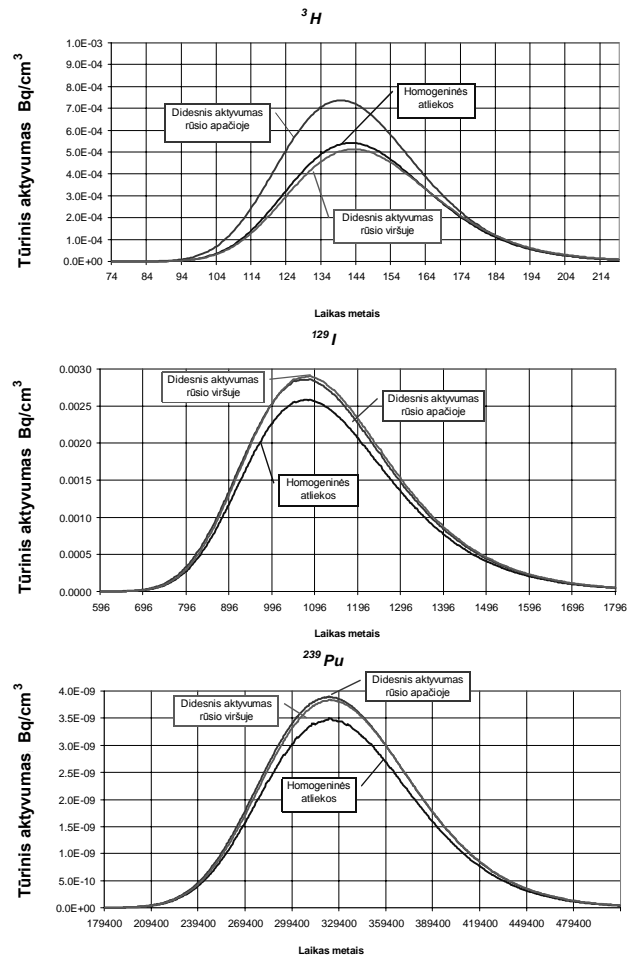 ³H
Tūrinis aktyvumas Bq/cm³
1.0E-03
9.0E-04
8.0E-04
7.0E-04
6.0E-04
5.0E-04
4.0E-04
3.0E-04
2.0E-04
1.0E-04
0.0E+00
Didesnis aktyvumas
rūsio apačioje
Homogeninės
atliekos
Didesnis aktyvumas
rūsio viršuje
74 84 94 104 114 124 134 144 154 164 174 184 194 204 214
Laikas metais
¹²⁹I
Tūrinis aktyvumas Bq/cm³
0.0030
0.0025
0.0020
0.0015
0.0010
0.0005
0.0000
Didesnis aktyvumas
rūsio viršuje
Didesnis aktyvumas
rūsio apačioje
Homogeninės
atliekos
596 696 796 896 996 1096 1196 1296 1396 1496 1596 1696 1796
Laikas metais
²³⁹Pu
Tūrinis aktyvumas Bq/cm³
4.0E-09
3.5E-09
3.0E-09
2.5E-09
2.0E-09
1.5E-09
1.0E-09
5.0E-10
0.0E+00
Didesnis aktyvumas
rūsio apačioje
Didesnis aktyvumas
rūsio viršuje
Homogeninės
atliekos
179400 209400 239400 269400 299400 329400 359400 389400 419400 449400 479400
Laikas metais